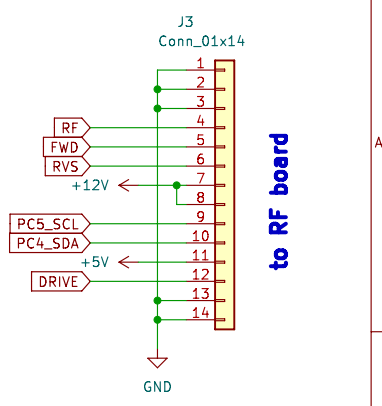 J3
Conn_01x14
1
2
3
RF 4
FWD 5
RVS 6
+12V 7
8
PC5_SCL 9
PC4_SDA 10
+5V 11
DRIVE 12
13
14
GND
to RF board
A